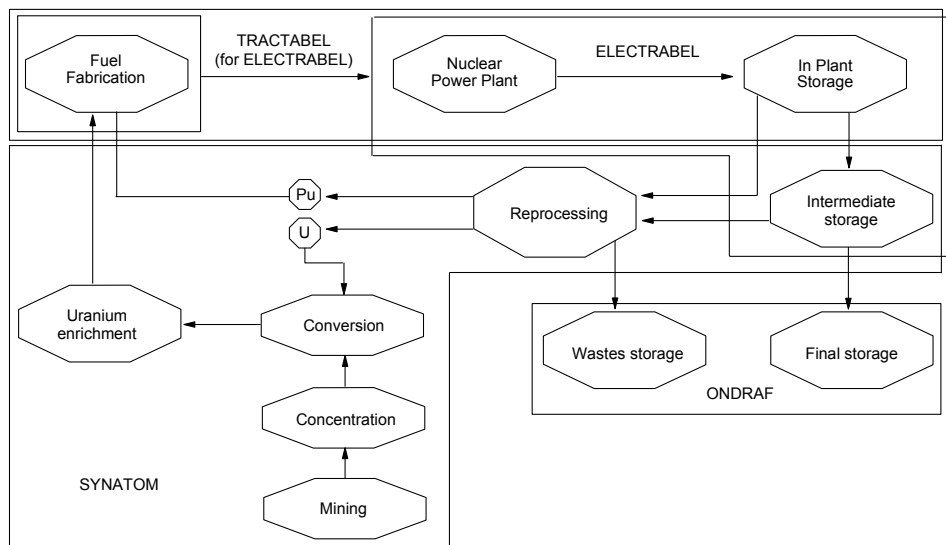 Fuel
Fabrication
TRACTABEL
(for ELECTRABEL)
Nuclear
Power Plant
ELECTRABEL
In Plant
Storage
Pu
U
Reprocessing
Intermediate
storage
Uranium
enrichment
Conversion
Wastes storage
Final storage
ONDRAF
Concentration
SYNATOM
Mining